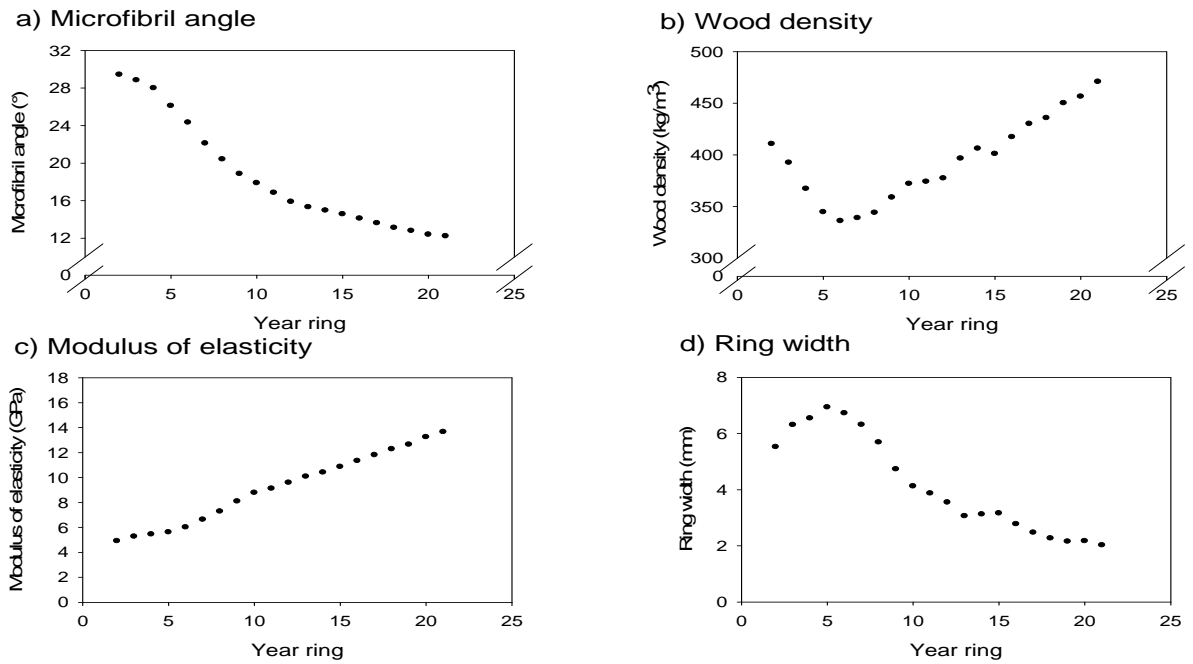 a) Microfibril angle
32
28
24
20
16
12
0
Microfibril angle (°)
0 5 10 15 20 25
Year ring
b) Wood density
500
450
400
350
300
0
Wood density (kg/m³)
0 5 10 15 20 25
Year ring
c) Modulus of elasticity
18
16
14
12
10
8
6
4
2
0
Modulus of elasticity (GPa)
0 5 10 15 20 25
Year ring
d) Ring width
8
6
4
2
0
Ring width (mm)
0 5 10 15 20 25
Year ring